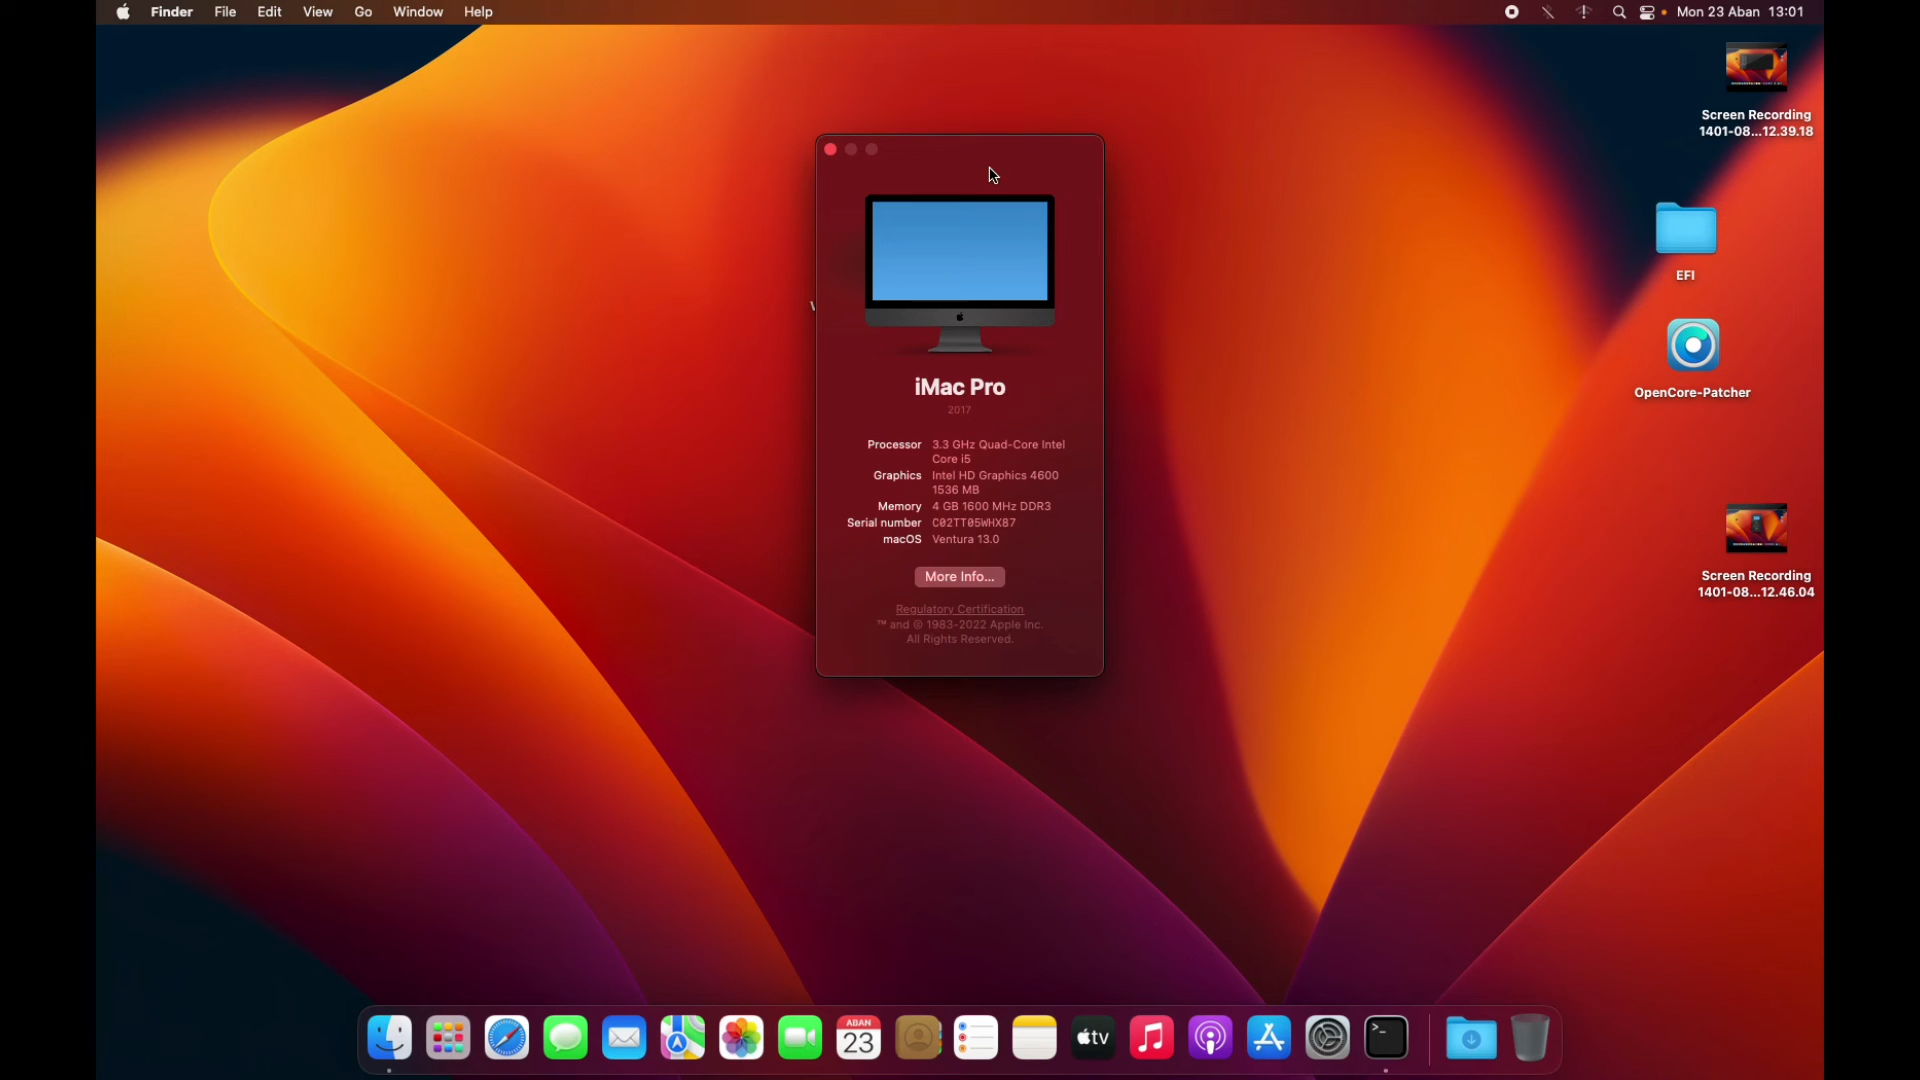 Finder File Edit View Go Window Help Mon 23 Aban 13:01
Screen Recording
1401-08...12.39.18
EFI
OpenCore-Patcher
iMac Pro
2017
Processor 3.3 GHz Quad-Core Intel
Core i5
Graphics Intel HD Graphics 4600
1536 MB
Memory 4 GB 1600 MHz DDR3
Serial number C02TT05WHX87
macOS Ventura 13.0
More Info...
Regulatory Certification
™ and © 1983-2022 Apple Inc.
All Rights Reserved.
Screen Recording
1401-08...12.46.04
ABAN
23
tv
>_